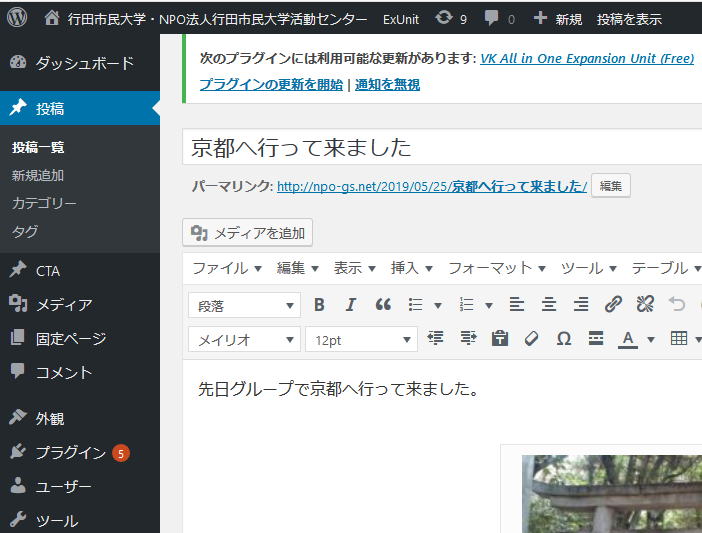 行田市民大学・NPO法人行田市民大学活動センター ExUnit 9 0 新規 投稿を表示
ダッシュボード
投稿
投稿一覧
新規追加
カテゴリー
タグ
CTA
メディア
固定ページ
コメント
外観
プラグイン 5
ユーザー
ツール
次のプラグインには利用可能な更新があります: VK All in One Expansion Unit (Free)
プラグインの更新を開始 | 通知を無視
京都へ行って来ました
パーマリンク: http://npo-gs.net/2019/05/25/京都へ行って来ました/ 編集
メディアを追加
ファイル 編集 表示 挿入 フォーマット ツール テーブル
段落 B I
メイリオ 12pt Ω A
先日グループで京都へ行って来ました。